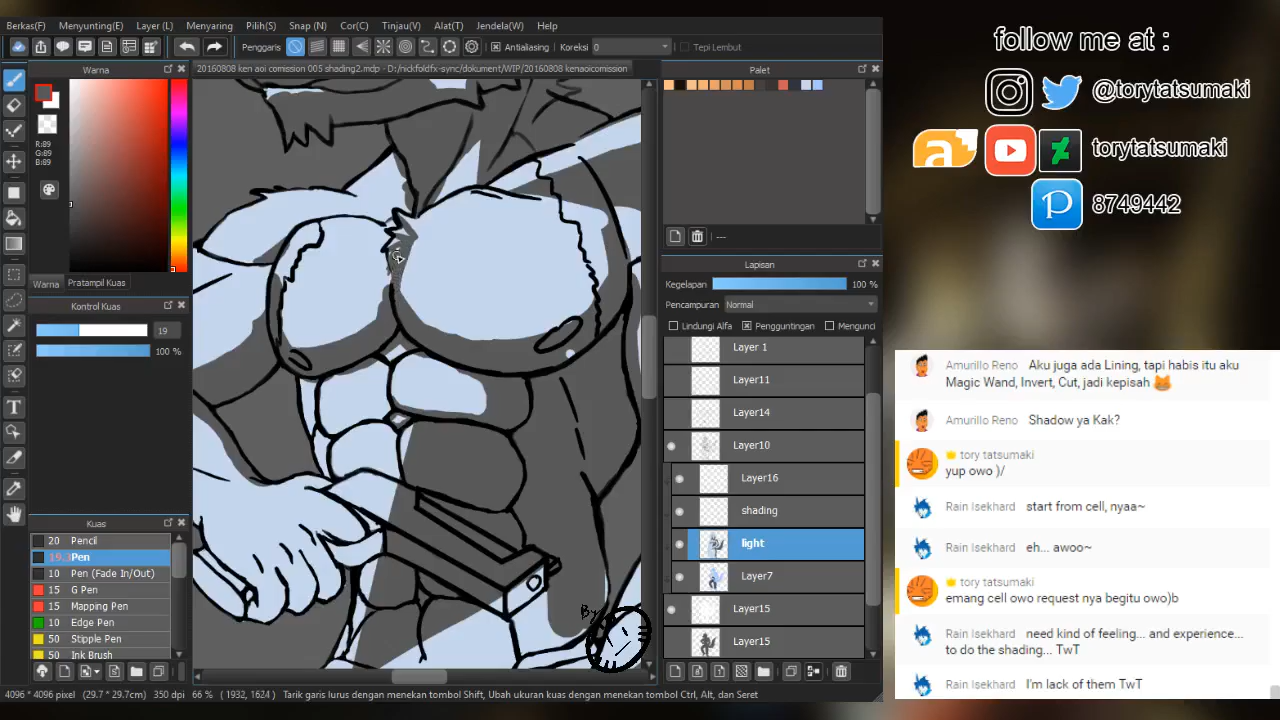 Berkas(F) Menyunting(E) Layer (L) Menyaring Pilih(S) Snap (N) Cor(C) Tinjau(V) Alat(T) Jendela(W) Help
Penggaris Antialiasing Koreksi 0 Tepi Lembut
Warna
20160808 ken aoi comission 005 shading2.mdp - D:/nickfoldfx-sync/dokument/WIP/20160808 kenaoicomission
Palet
R:89
G:89
B:89
---
Warna Pratampil Kuas
Kontrol Kuas
19
100 %
Kuas
20 Pencil
19.3 Pen
10 Pen (Fade In/Out)
15 G Pen
15 Mapping Pen
10 Edge Pen
50 Stipple Pen
50 Ink Brush
By
Lapisan
Kegelapan 100 %
Pencampuran Normal
Lindungi Alfa Pengguntingan Mengunci
Layer 1
Layer11
Layer14
Layer10
Layer16
shading
light
Layer7
Layer15
Layer15
4096 * 4096 pixel (29.7 * 29.7cm) 350 dpi 66 % ( 1932, 1624 ) Tarik garis lurus dengan menekan tombol Shift, Ubah ukuran kuas dengan menekan tombol Ctrl, Alt, dan Seret
follow me at :
@torytatsumaki
a torytatsumaki
P 8749442
Amurillo Reno Aku juga ada Lining, tapi habis itu aku
Magic Wand, Invert, Cut, jadi kepisah
Amurillo Reno Shadow ya Kak?
tory tatsumaki
yup owo )/
Rain Isekhard start from cell, nyaa~
Rain Isekhard eh... awoo~
tory tatsumaki
emang cell owo request nya begitu owo)b
Rain Isekhard need kind of feeling... and experience...
to do the shading... TwT
Rain Isekhard I'm lack of them TwT